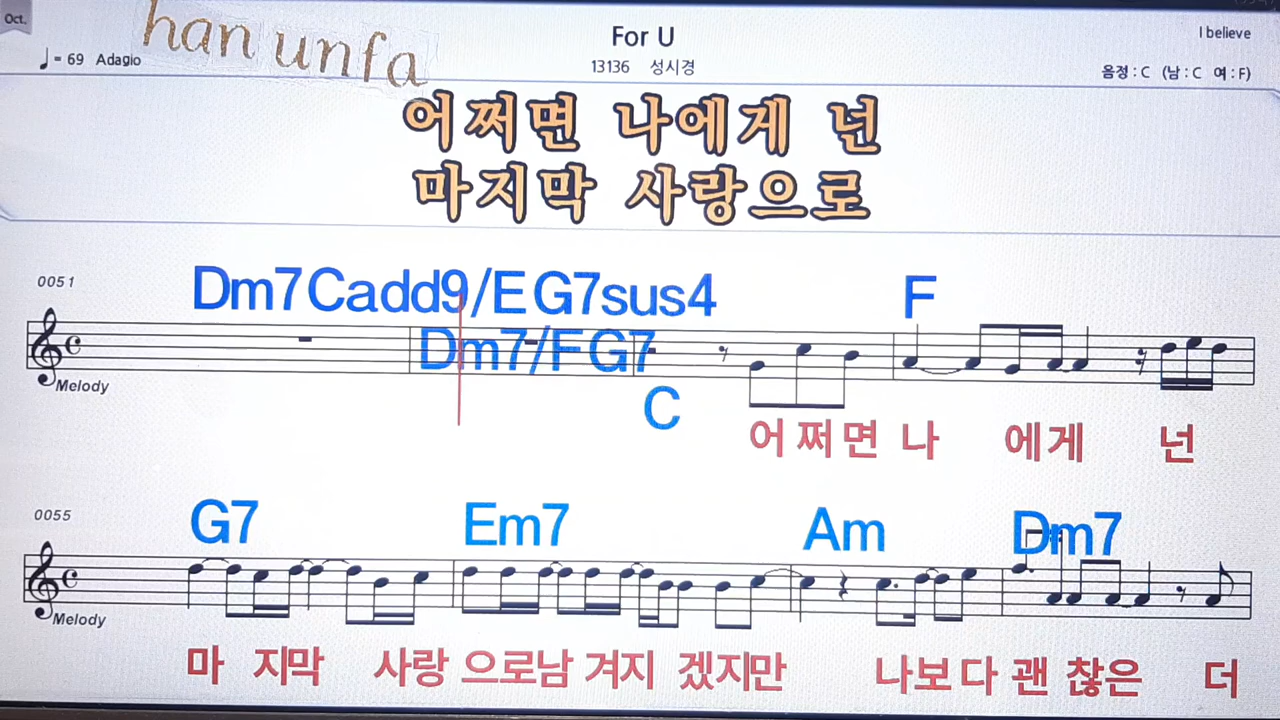 Oct.
han unfa
For U
I believe
♩ = 69 Adagio
13136 성시경
음정 : C (남 : C 여 : F)
어쩌면 나에게 넌
마지막 사랑으로
0051
Dm7 Cadd9/E G7sus4 F
Dm7/F G7
C
Melody
어쩌면 나 에게 넌
0055
G7 Em7 Am Dm7
Melody
마 지막 사랑 으로남 겨지 겠지만 나보다 괜 찮은 더